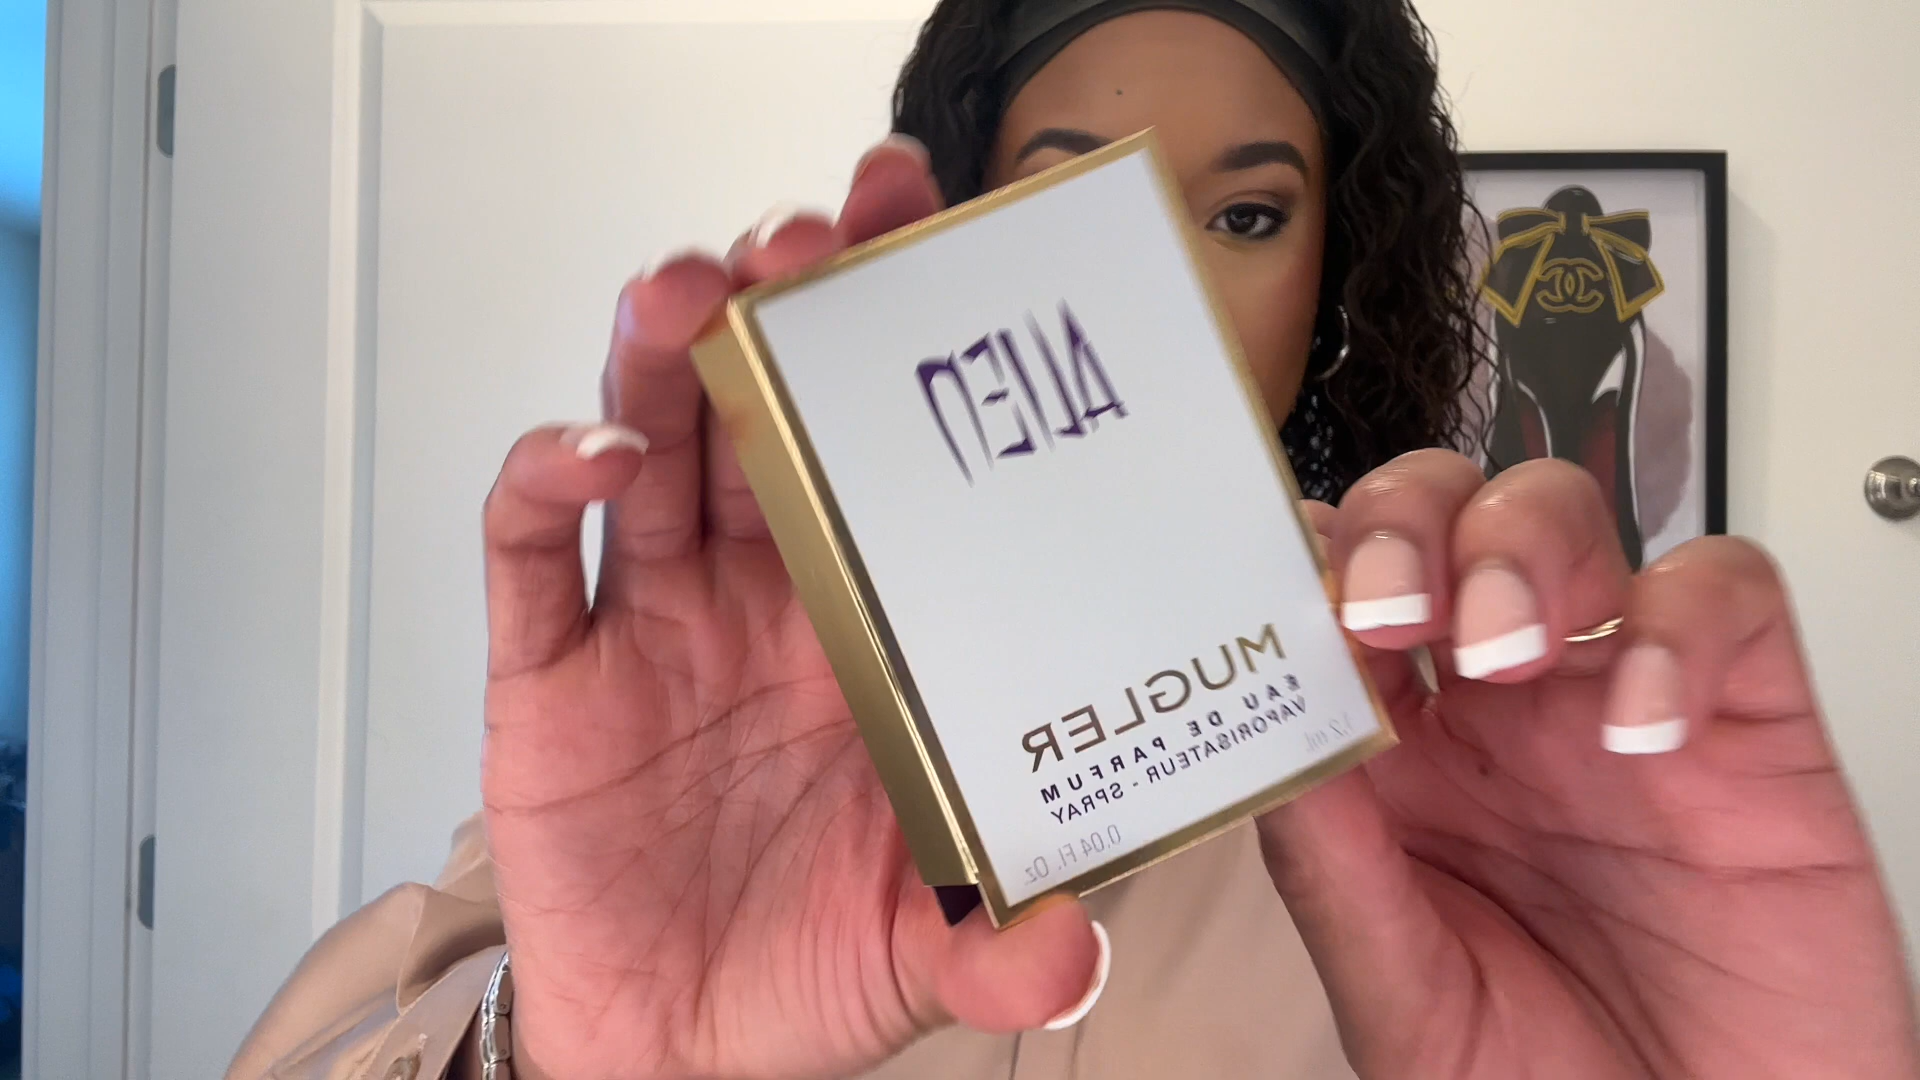 ALIEN
MUGLER
EAU DE PARFUM
VAPORISATEUR - SPRAY
1.2 mL 0.04 Fl. Oz